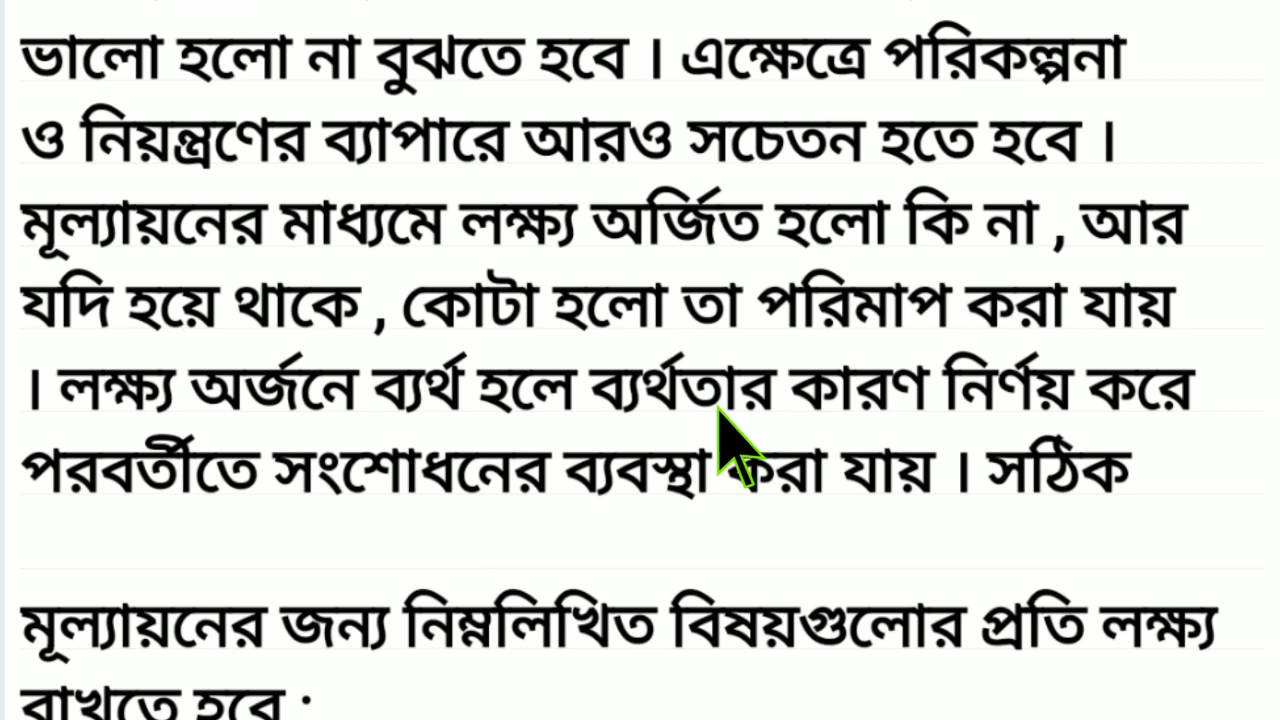 ভালো হলো না বুঝতে হবে । এক্ষেত্রে পরিকল্পনা
ও নিয়ন্ত্রণের ব্যাপারে আরও সচেতন হতে হবে ।
মূল্যায়নের মাধ্যমে লক্ষ্য অর্জিত হলো কি না , আর
যদি হয়ে থাকে , কোটা হলো তা পরিমাপ করা যায়
। লক্ষ্য অর্জনে ব্যর্থ হলে ব্যর্থতার কারণ নির্ণয় করে
পরবর্তীতে সংশোধনের ব্যবস্থা করা যায় । সঠিক
মূল্যায়নের জন্য নিম্নলিখিত বিষয়গুলোর প্রতি লক্ষ্য
রাখতে হবে :